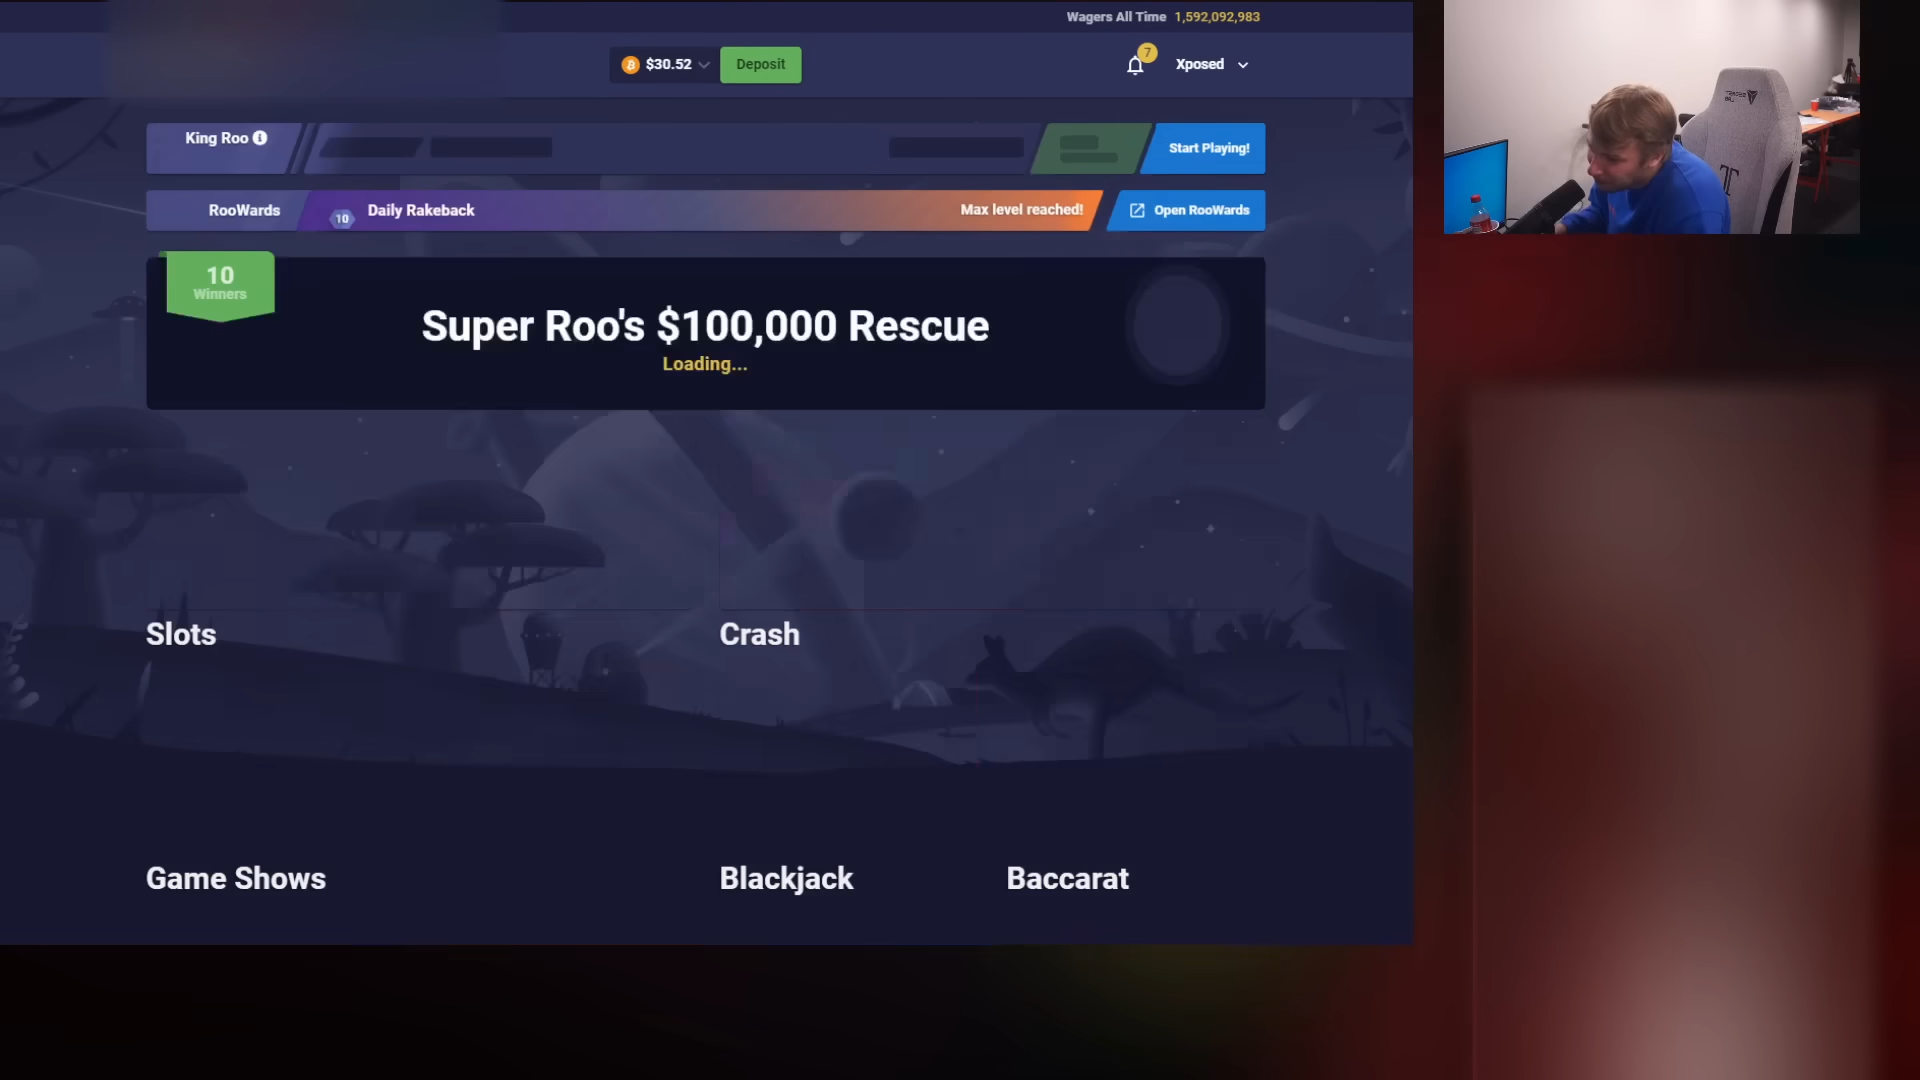 Wagers All Time 1,592,092,983
$30.52
Deposit
7
Xposed
King Roo
Start Playing!
RooWards
10
Daily Rakeback
Max level reached!
Open RooWards
10
Winners
Super Roo's $100,000 Rescue
Loading...
Slots
Crash
Game Shows
Blackjack
Baccarat